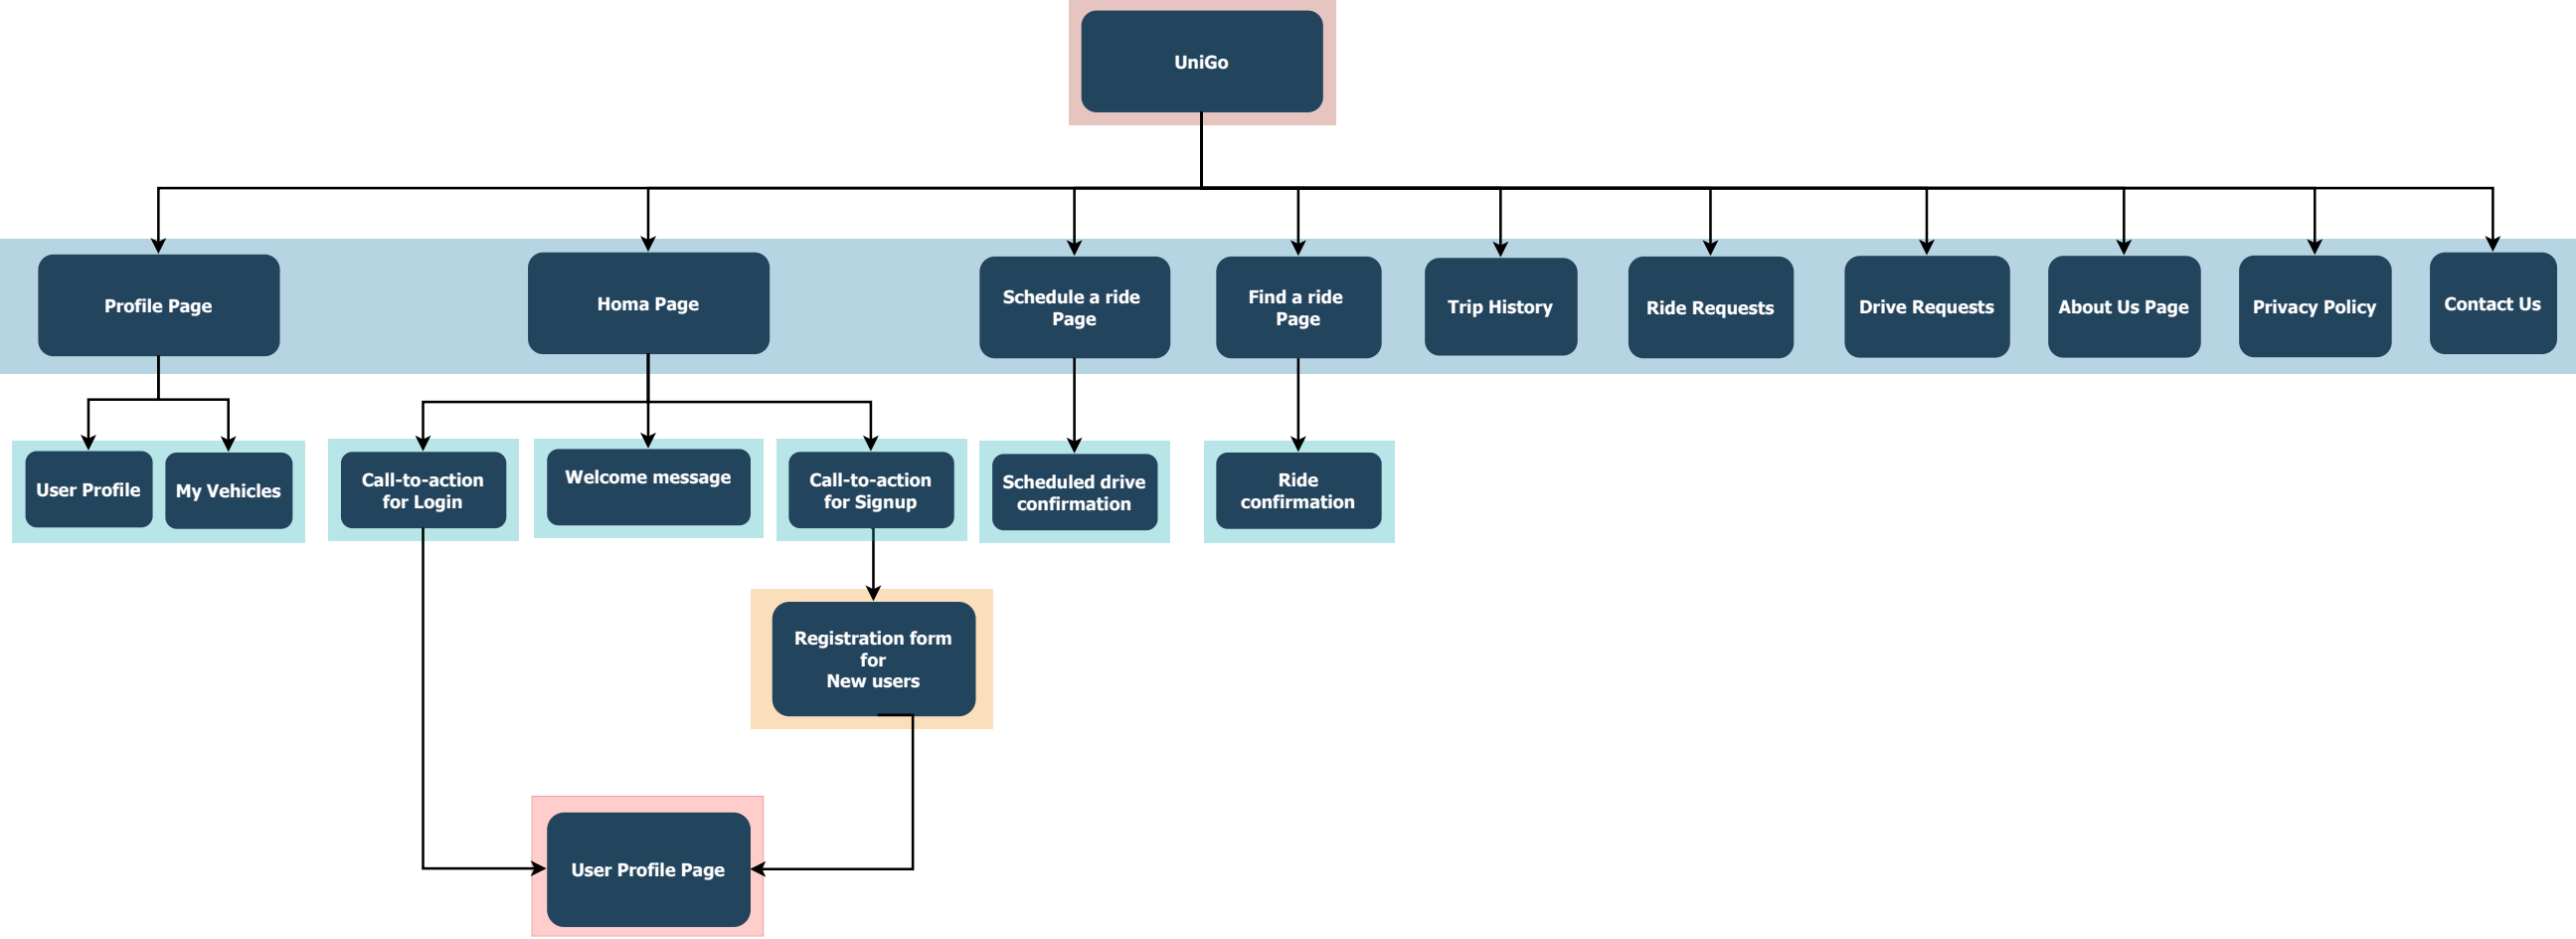 UniGo
Profile Page
Homa Page
Schedule a ride
Page
Find a ride
Page
Trip History
Ride Requests
Drive Requests
About Us Page
Privacy Policy
Contact Us
User Profile
My Vehicles
Call-to-action
for Login
Welcome message
Call-to-action
for Signup
Scheduled drive
confirmation
Ride
confirmation
Registration form
for
New users
User Profile Page